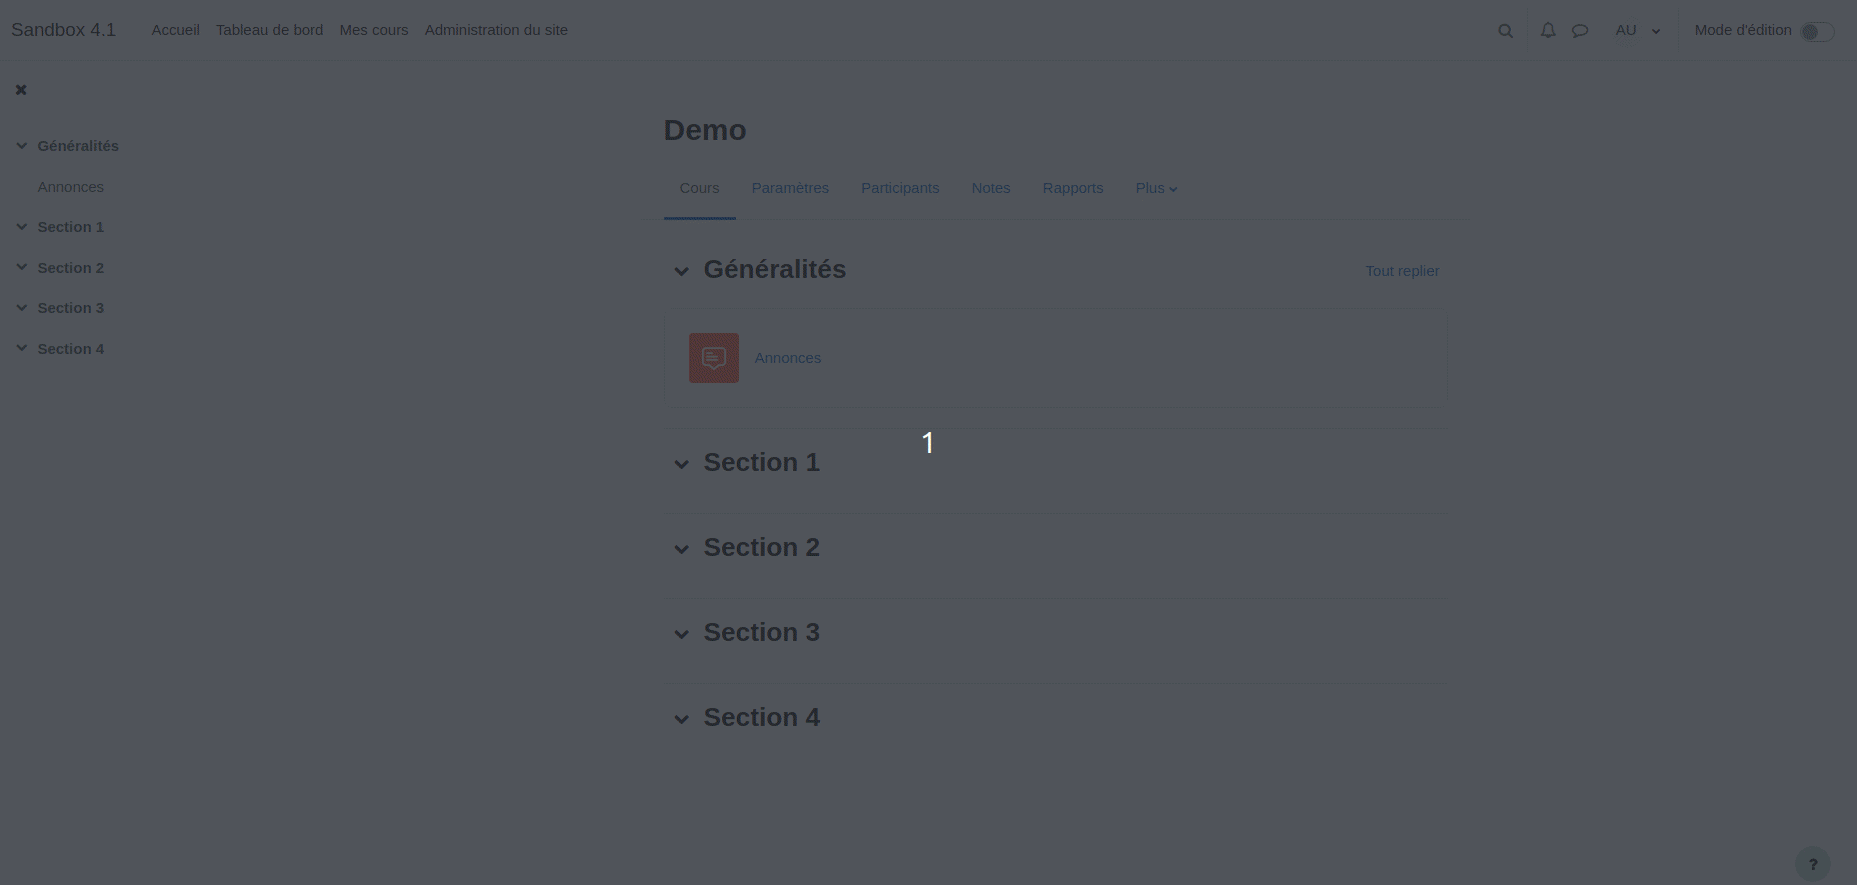 Sandbox 4.1 Accueil Tableau de bord Mes cours Administration du site AU Mode d'édition
Généralités
Annonces
Section 1
Section 2
Section 3
Section 4
Demo
Cours Paramètres Participants Notes Rapports Plus
Généralités Tout replier
Annonces
1
Section 1
Section 2
Section 3
Section 4
?